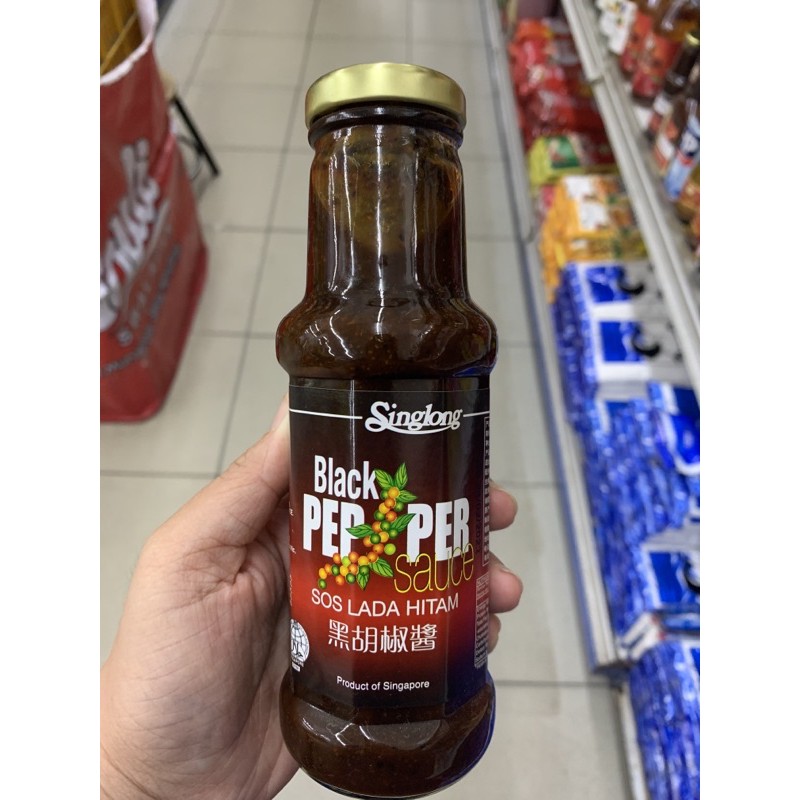 Singlong
Black
PEPPER
sauce
SOS LADA HITAM
黑胡椒醬
Product of Singapore